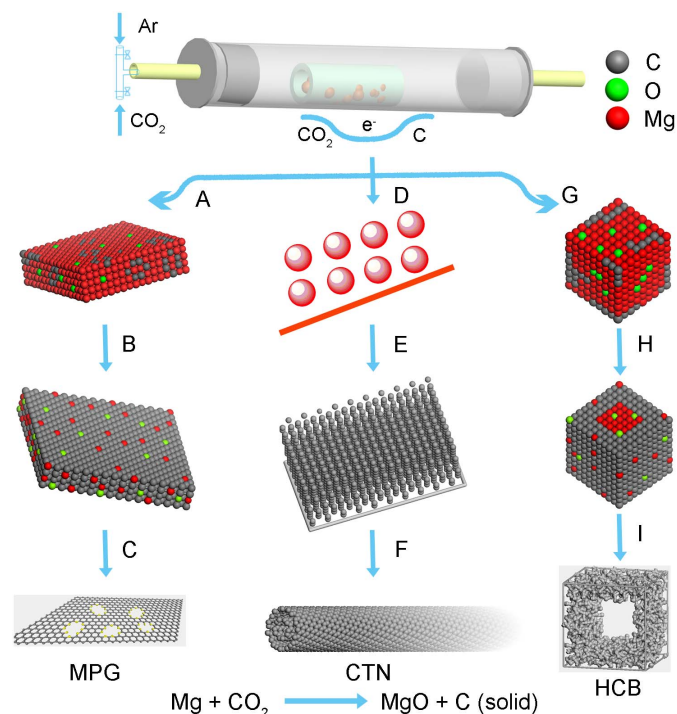 Ar
CO₂
C
O
Mg
CO₂ e⁻ C
A D G
B E H
C F I
MPG CTN HCB
Mg + CO₂ → MgO + C (solid)